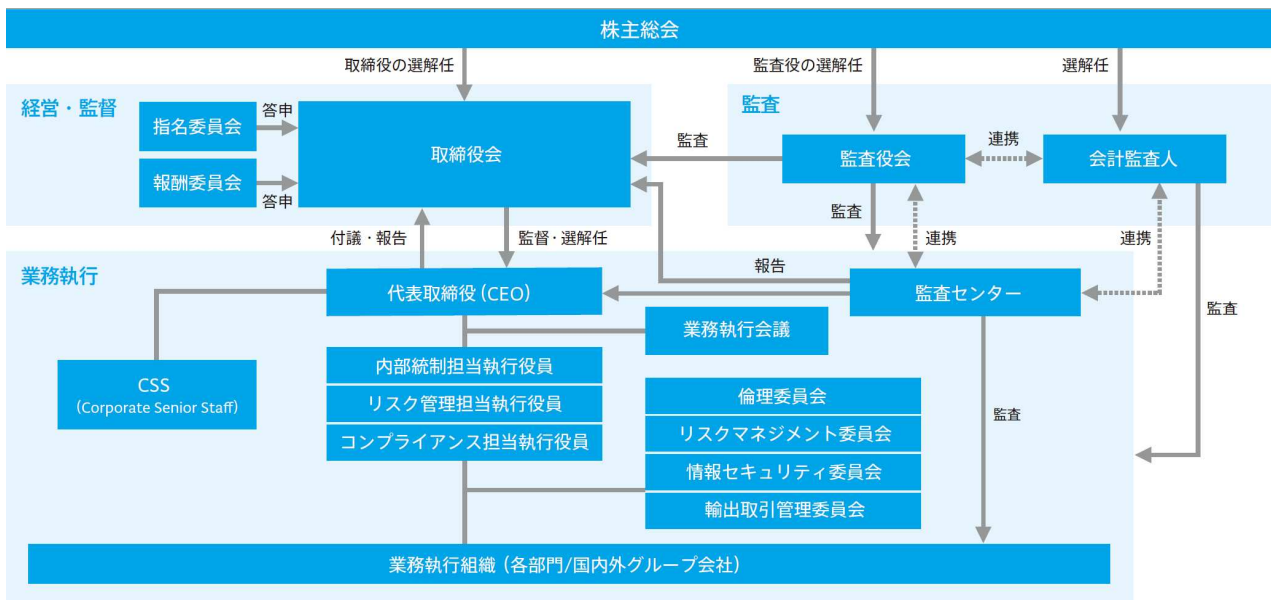 株主総会
取締役の選解任
監査役の選解任
選解任
経営・監督
監査
指名委員会
答申
報酬委員会
答申
取締役会
監査
監査役会
連携
会計監査人
付議・報告
監督・選解任
監査
連携
連携
業務執行
報告
代表取締役（CEO）
監査センター
監査
業務執行会議
CSS
（Corporate Senior Staff）
内部統制担当執行役員
リスク管理担当執行役員
コンプライアンス担当執行役員
倫理委員会
リスクマネジメント委員会
情報セキュリティ委員会
輸出取引管理委員会
監査
業務執行組織（各部門/国内外グループ会社）